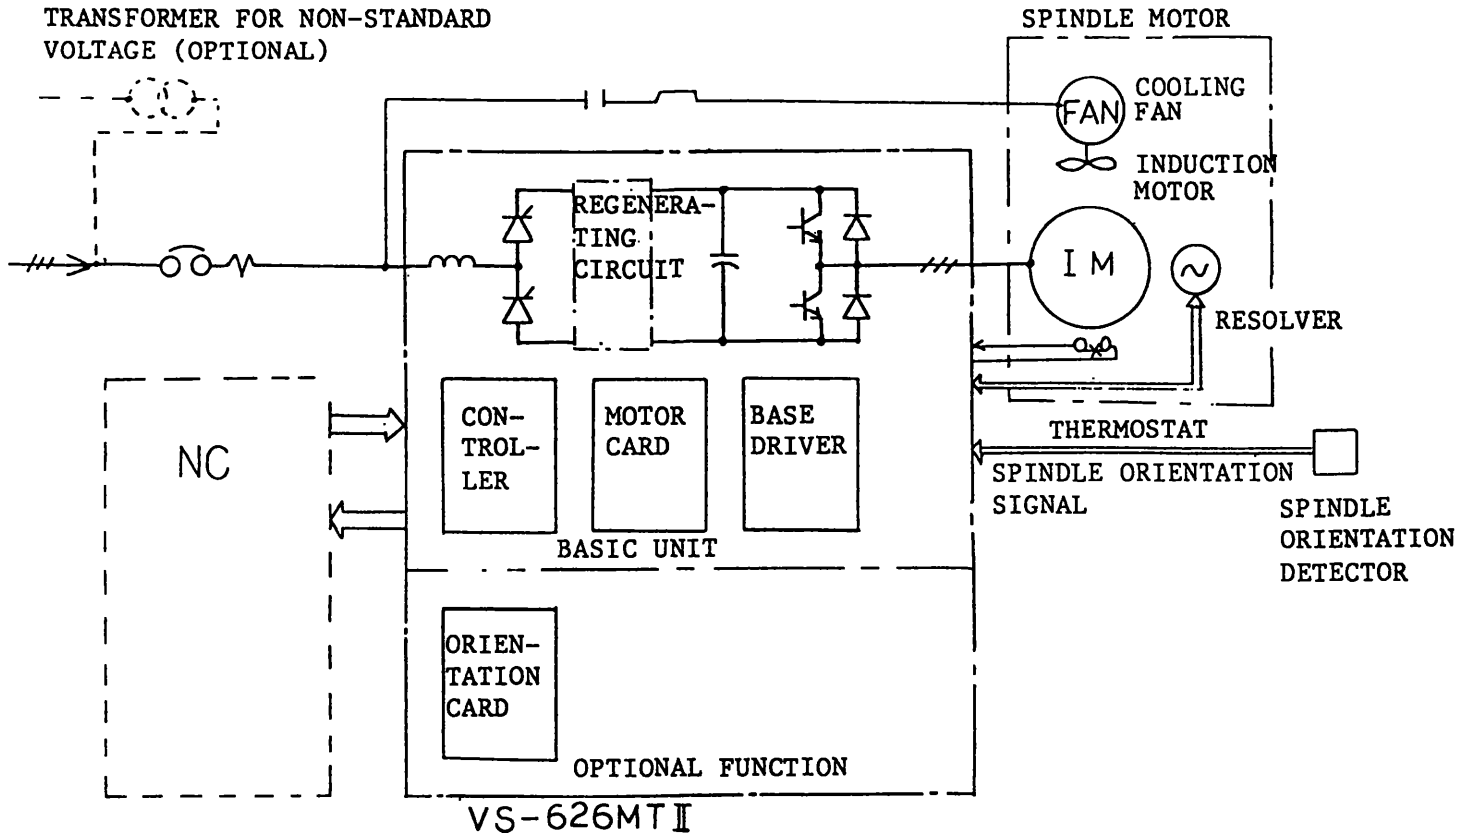 TRANSFORMER FOR NON-STANDARD
VOLTAGE (OPTIONAL)
SPINDLE MOTOR
FAN
COOLING
FAN
INDUCTION
MOTOR
REGENERA-
TING
CIRCUIT
IM
RESOLVER
NC
CON-
TROL-
LER
MOTOR
CARD
BASE
DRIVER
THERMOSTAT
SPINDLE ORIENTATION
SIGNAL
SPINDLE
ORIENTATION
DETECTOR
BASIC UNIT
ORIEN-
TATION
CARD
OPTIONAL FUNCTION
VS-626MTⅡ